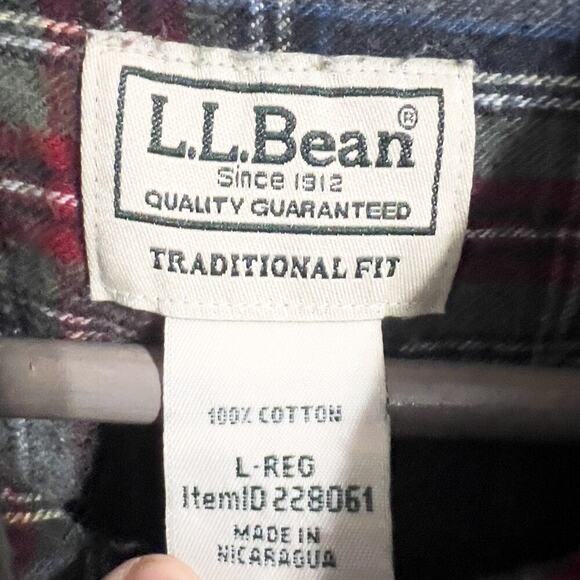 L.L.Bean®
Since 1912
QUALITY GUARANTEED
TRADITIONAL FIT
100% COTTON
L-REG
ItemID 228061
MADE IN
NICARAGUA